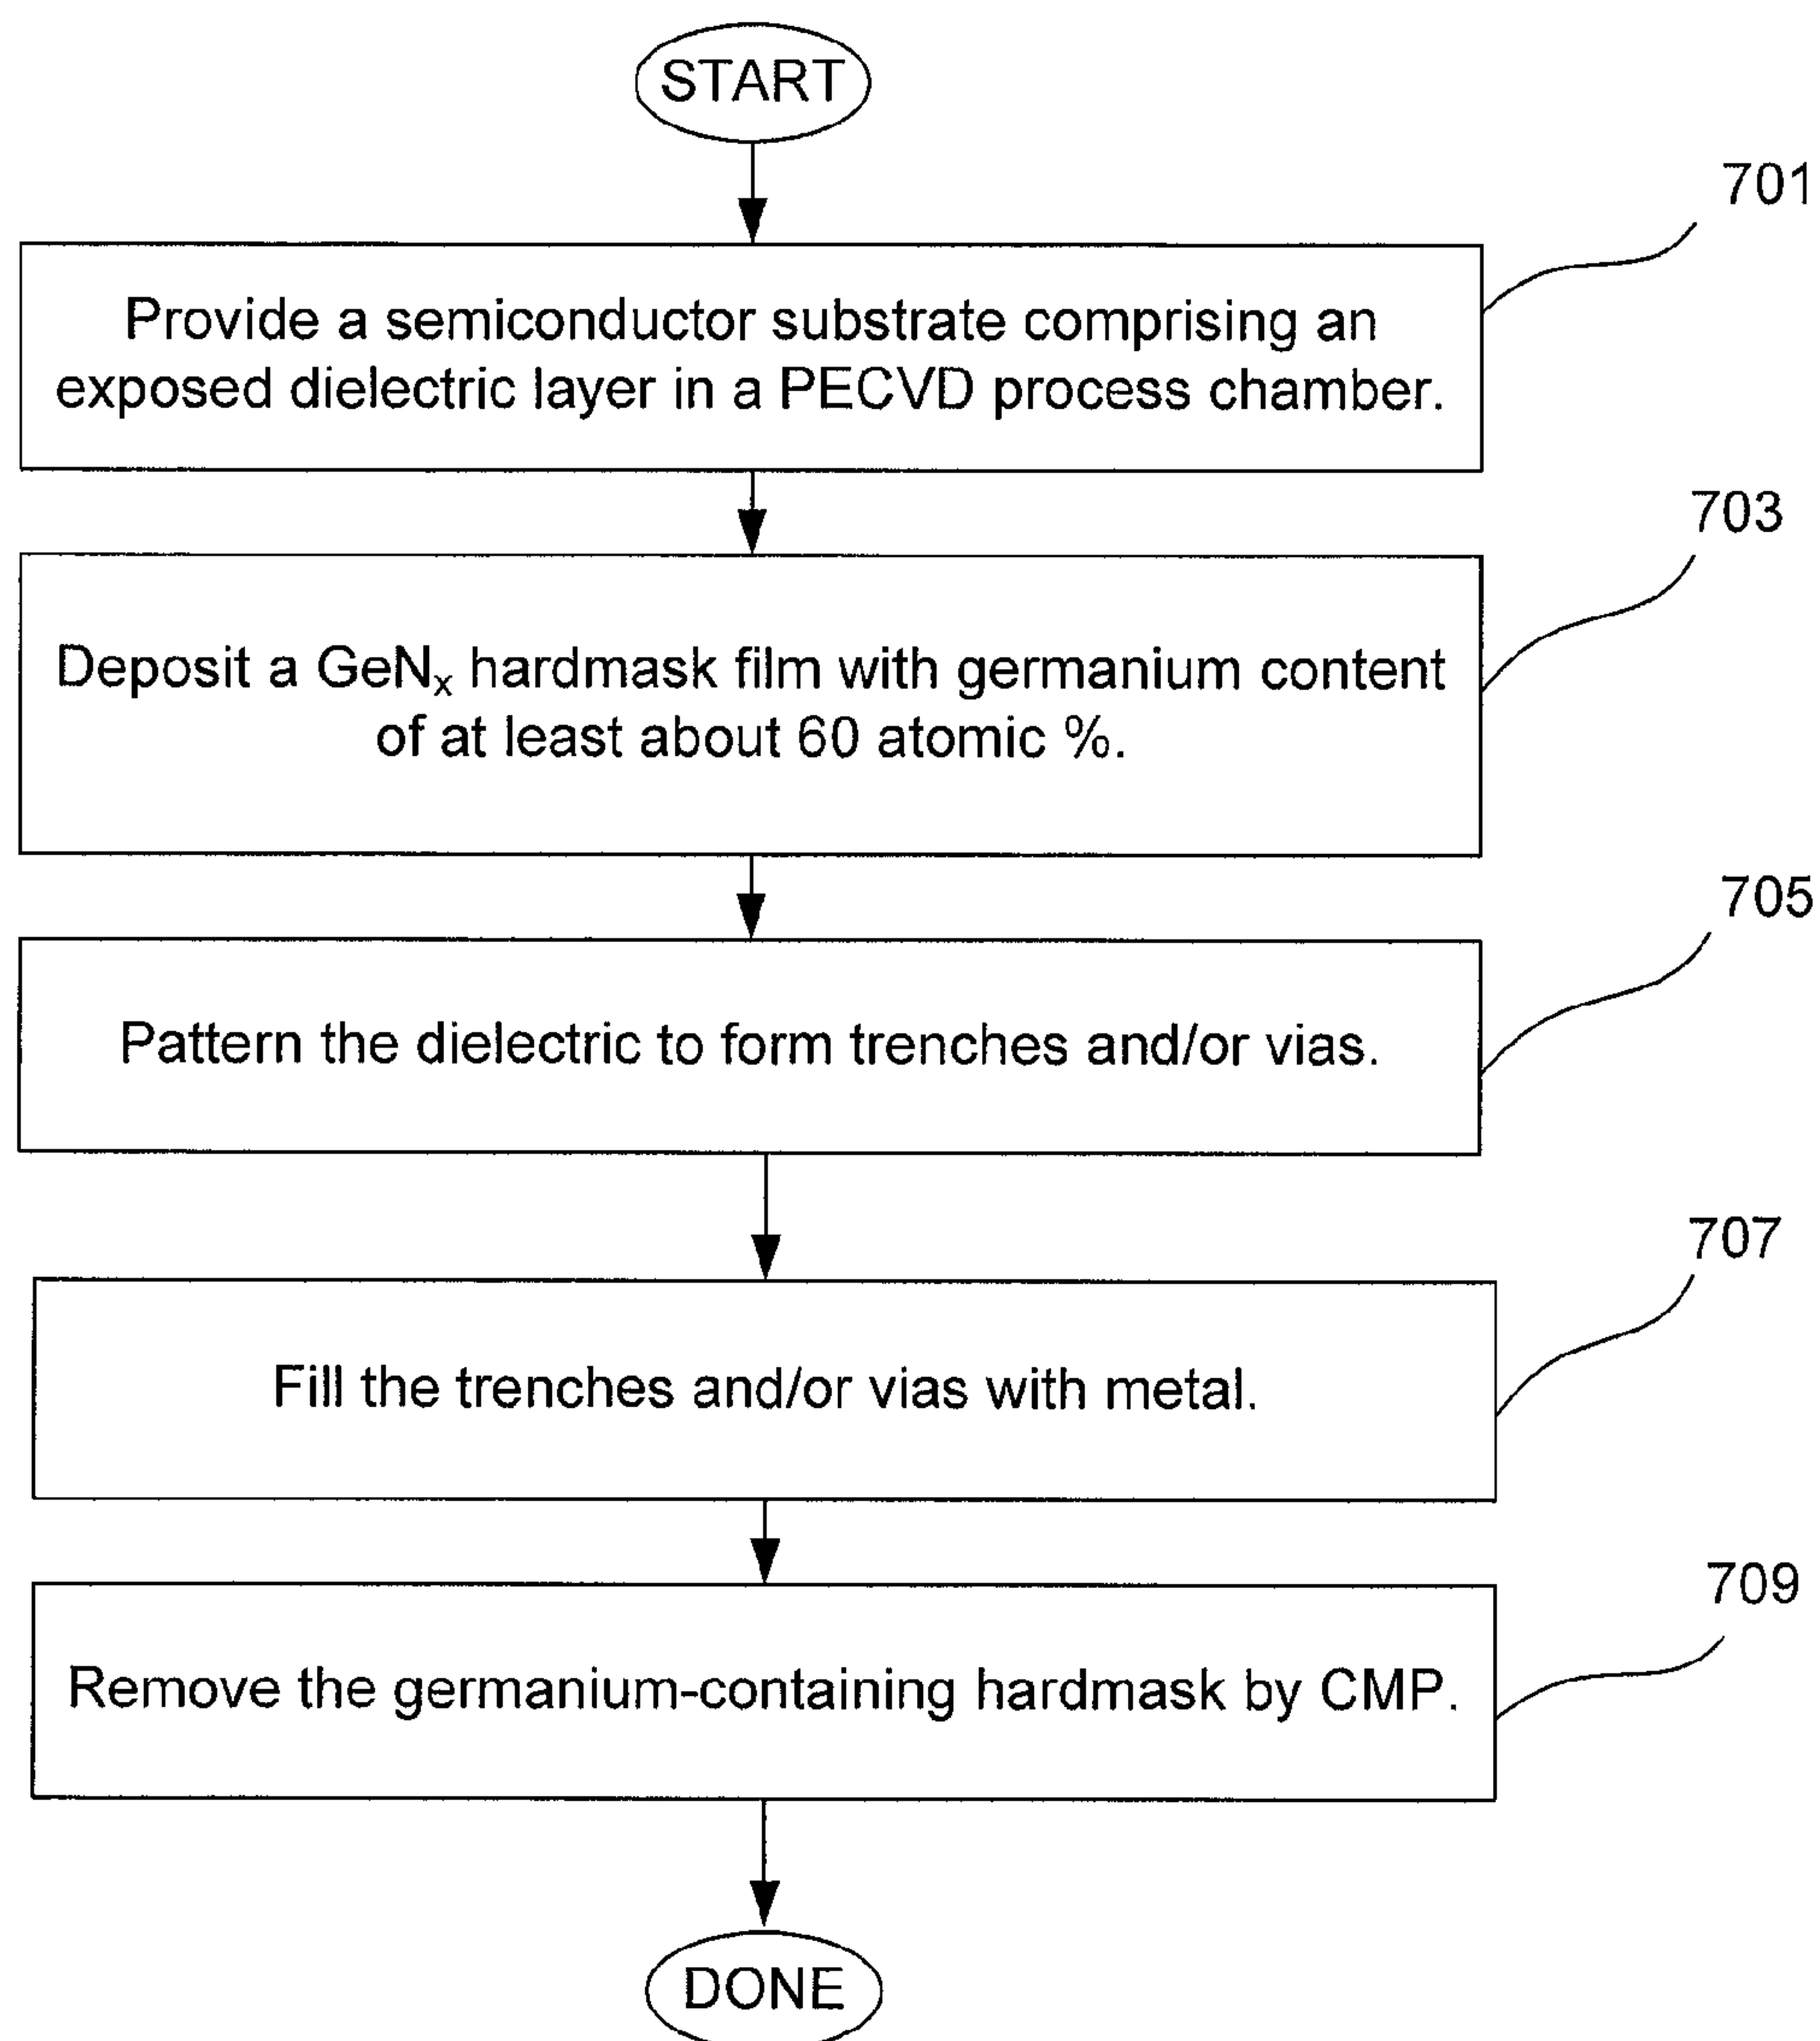 START
701
Provide a semiconductor substrate comprising an
exposed dielectric layer in a PECVD process chamber.
703
Deposit a GeNₓ hardmask film with germanium content
of at least about 60 atomic %.
705
Pattern the dielectric to form trenches and/or vias.
707
Fill the trenches and/or vias with metal.
709
Remove the germanium-containing hardmask by CMP.
DONE